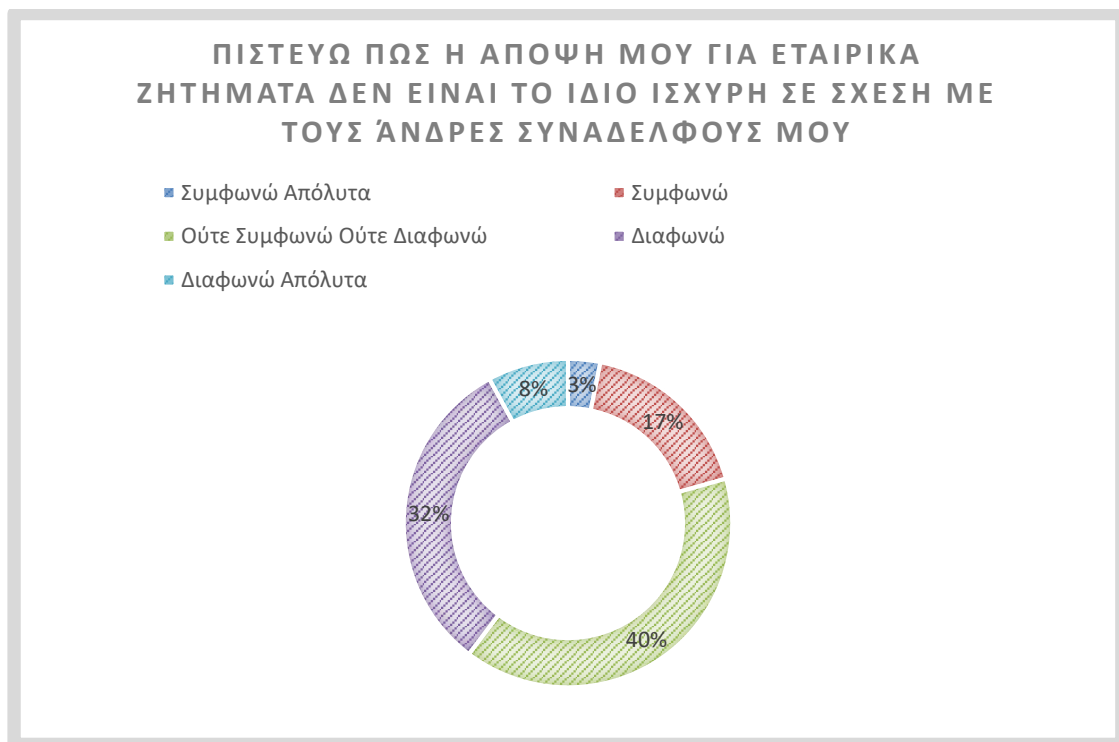 ΠΙΣΤΕΥΩ ΠΩΣ Η ΑΠΟΨΗ ΜΟΥ ΓΙΑ ΕΤΑΙΡΙΚΑ
ΖΗΤΗΜΑΤΑ ΔΕΝ ΕΙΝΑΙ ΤΟ ΙΔΙΟ ΙΣΧΥΡΗ ΣΕ ΣΧΕΣΗ ΜΕ
ΤΟΥΣ ΆΝΔΡΕΣ ΣΥΝΑΔΕΛΦΟΥΣ ΜΟΥ
Συμφωνώ Απόλυτα
Συμφωνώ
Ούτε Συμφωνώ Ούτε Διαφωνώ
Διαφωνώ
Διαφωνώ Απόλυτα
8%
3%
17%
32%
40%